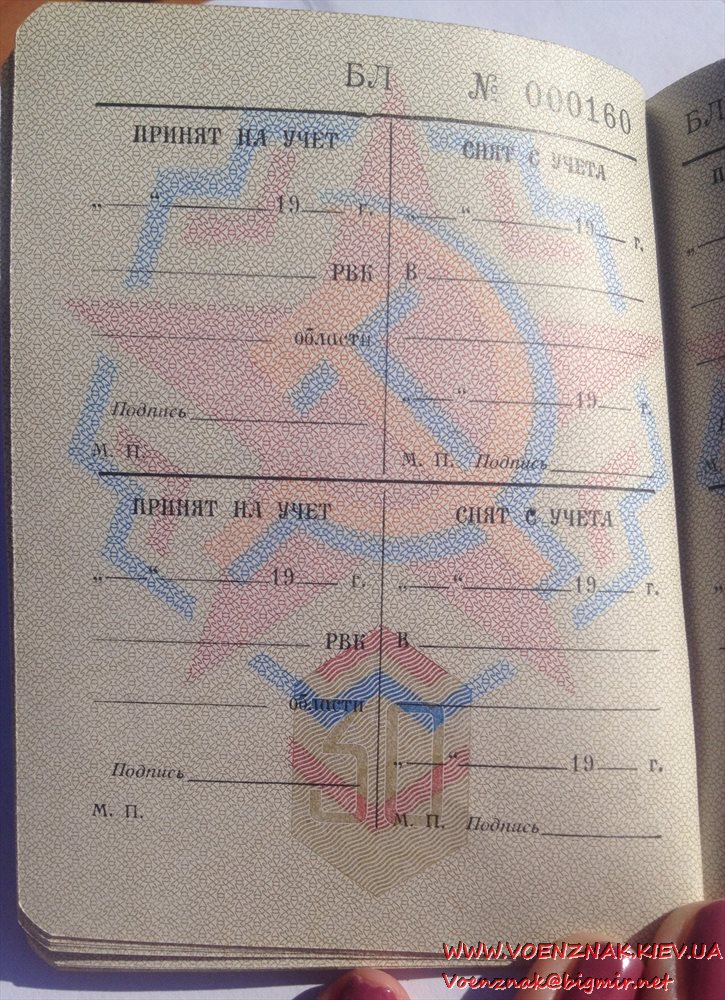 БЛ № 000160
ПРИНЯТ НА УЧЕТ СНЯТ С УЧЕТА
„ “ 19 г. „ “ 19 г.
РВК В
области
„ “ 19 г.
Подпись
М. П. М. П. Подпись
ПРИНЯТ НА УЧЕТ СНЯТ С УЧЕТА
„ “ 19 г. „ “ 19 г.
РВК В
области
„ “ 19 г.
Подпись
М. П. М. П. Подпись
БЛ
WWW.VOENZNAK.KIEV.UA
Voenznak@bigmir.net